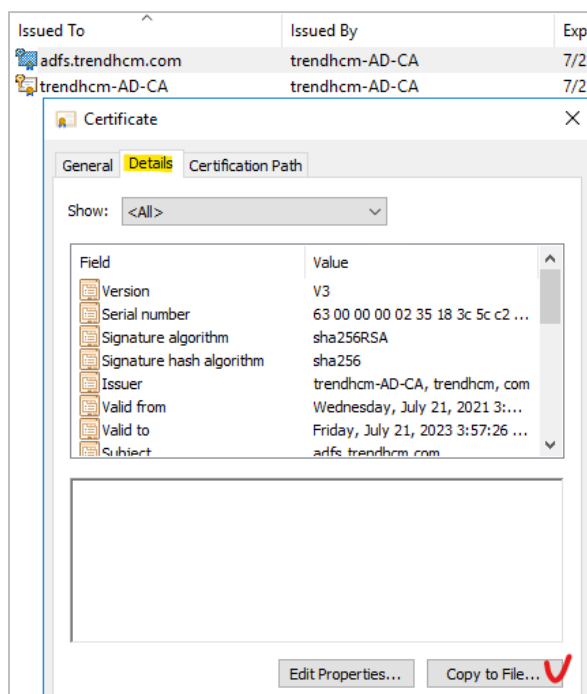 Issued To Issued By Exp
adfs.trendhcm.com trendhcm-AD-CA 7/2
trendhcm-AD-CA trendhcm-AD-CA 7/2
Certificate
General Details Certification Path
Show: <All>
Field Value
Version V3
Serial number 63 00 00 00 02 35 18 3c 5c c2 ...
Signature algorithm sha256RSA
Signature hash algorithm sha256
Issuer trendhcm-AD-CA, trendhcm, com
Valid from Wednesday, July 21, 2021 3:...
Valid to Friday, July 21, 2023 3:57:26 ...
Subject adfs.trendhcm.com
Edit Properties... Copy to File...